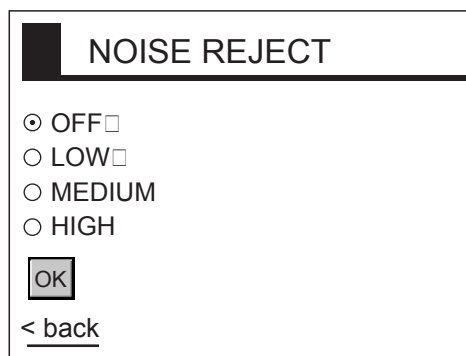 NOISE REJECT
OFF
LOW
MEDIUM
HIGH
OK
< back